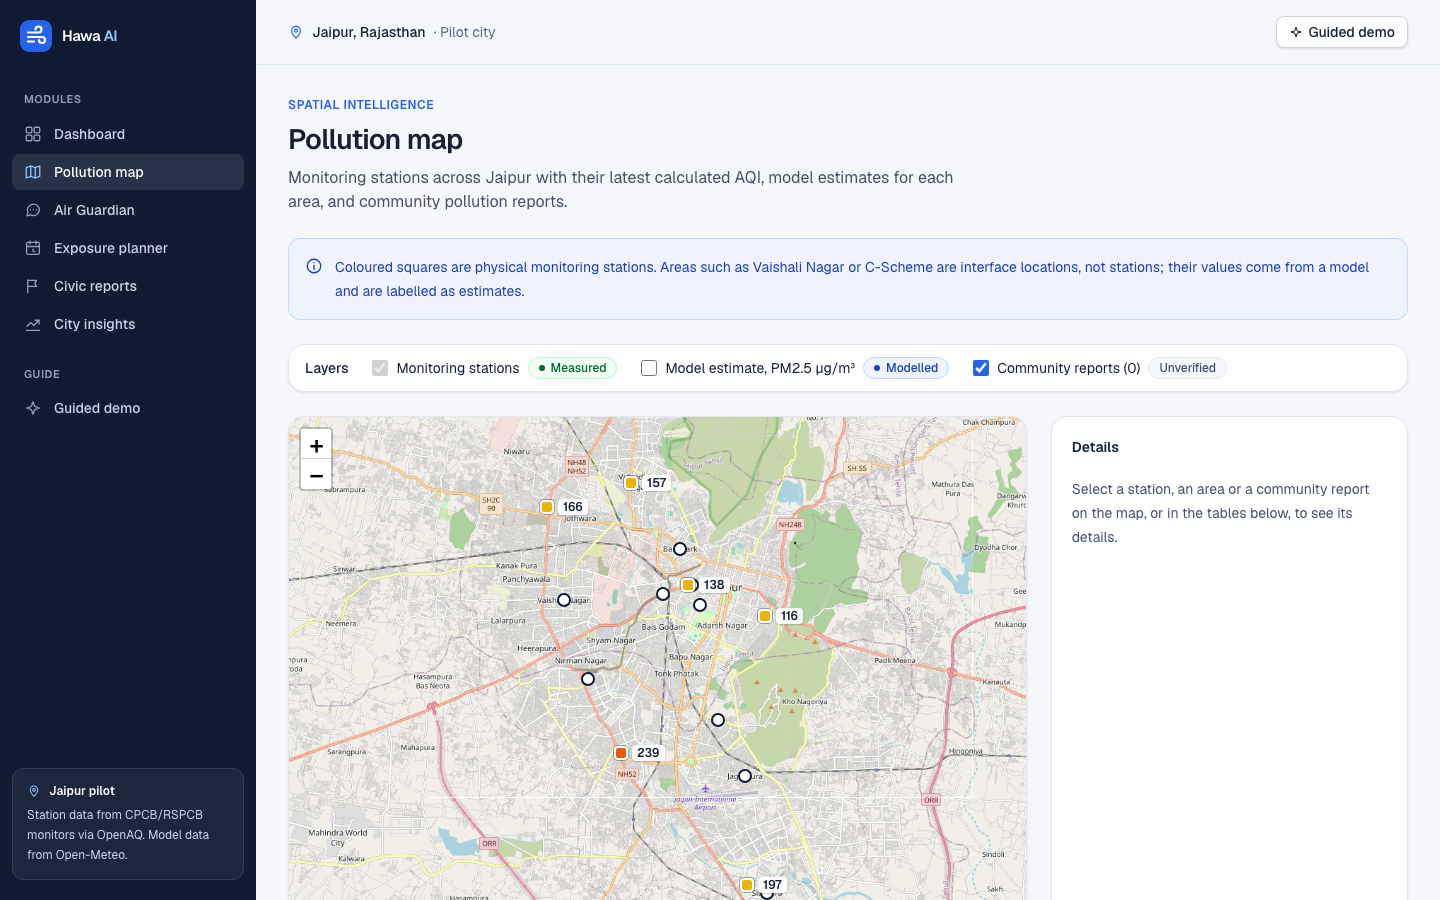 Hawa AI
MODULES
Dashboard
Pollution map
Air Guardian
Exposure planner
Civic reports
City insights
GUIDE
Guided demo
Jaipur pilot
Station data from CPCB/RSPCB
monitors via OpenAQ. Model data
from Open-Meteo.
Jaipur, Rajasthan · Pilot city
Guided demo
SPATIAL INTELLIGENCE
Pollution map
Monitoring stations across Jaipur with their latest calculated AQI, model estimates for each
area, and community pollution reports.
Coloured squares are physical monitoring stations. Areas such as Vaishali Nagar or C-Scheme are interface locations, not stations; their values come from a model
and are labelled as estimates.
Layers Monitoring stations Measured Model estimate, PM2.5 µg/m³ Modelled Community reports (0) Unverified
+
−
Chak Chainpura
Niwaru
NH48
NH52
SH 55
157
Mathura Das
Pura
166
Jothwara
NH248
Dyodha Chor
Sinwar
Kanak Pura
Panchyawala
138
Nagar
Lalarpura
116
Neemera
Bais Godam
Adarsh Nagar
Shyam Nagar
Heerapura
Nirman Nagar
Bapu Nagar
Padli Meena
Tonk Phatak
Hasampura
Bas Neota
Kanauta
Kho Nagoriya
Sarangpura
Mahapura
239
NH52
Jaipur International
Airport
ORR
Mahindra World
City
ORR
Kalwara
Sindoli
197
Sakh
Hasampura
Details
Select a station, an area or a community report
on the map, or in the tables below, to see its
details.